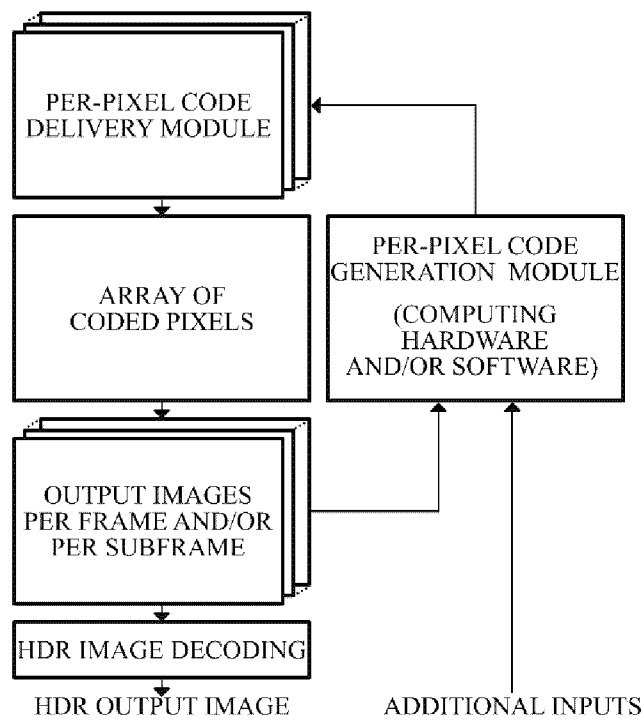 PER-PIXEL CODE
DELIVERY MODULE
ARRAY OF
CODED PIXELS
PER-PIXEL CODE
GENERATION MODULE
(COMPUTING
HARDWARE
AND/OR SOFTWARE)
OUTPUT IMAGES
PER FRAME AND/OR
PER SUBFRAME
HDR IMAGE DECODING
HDR OUTPUT IMAGE
ADDITIONAL INPUTS